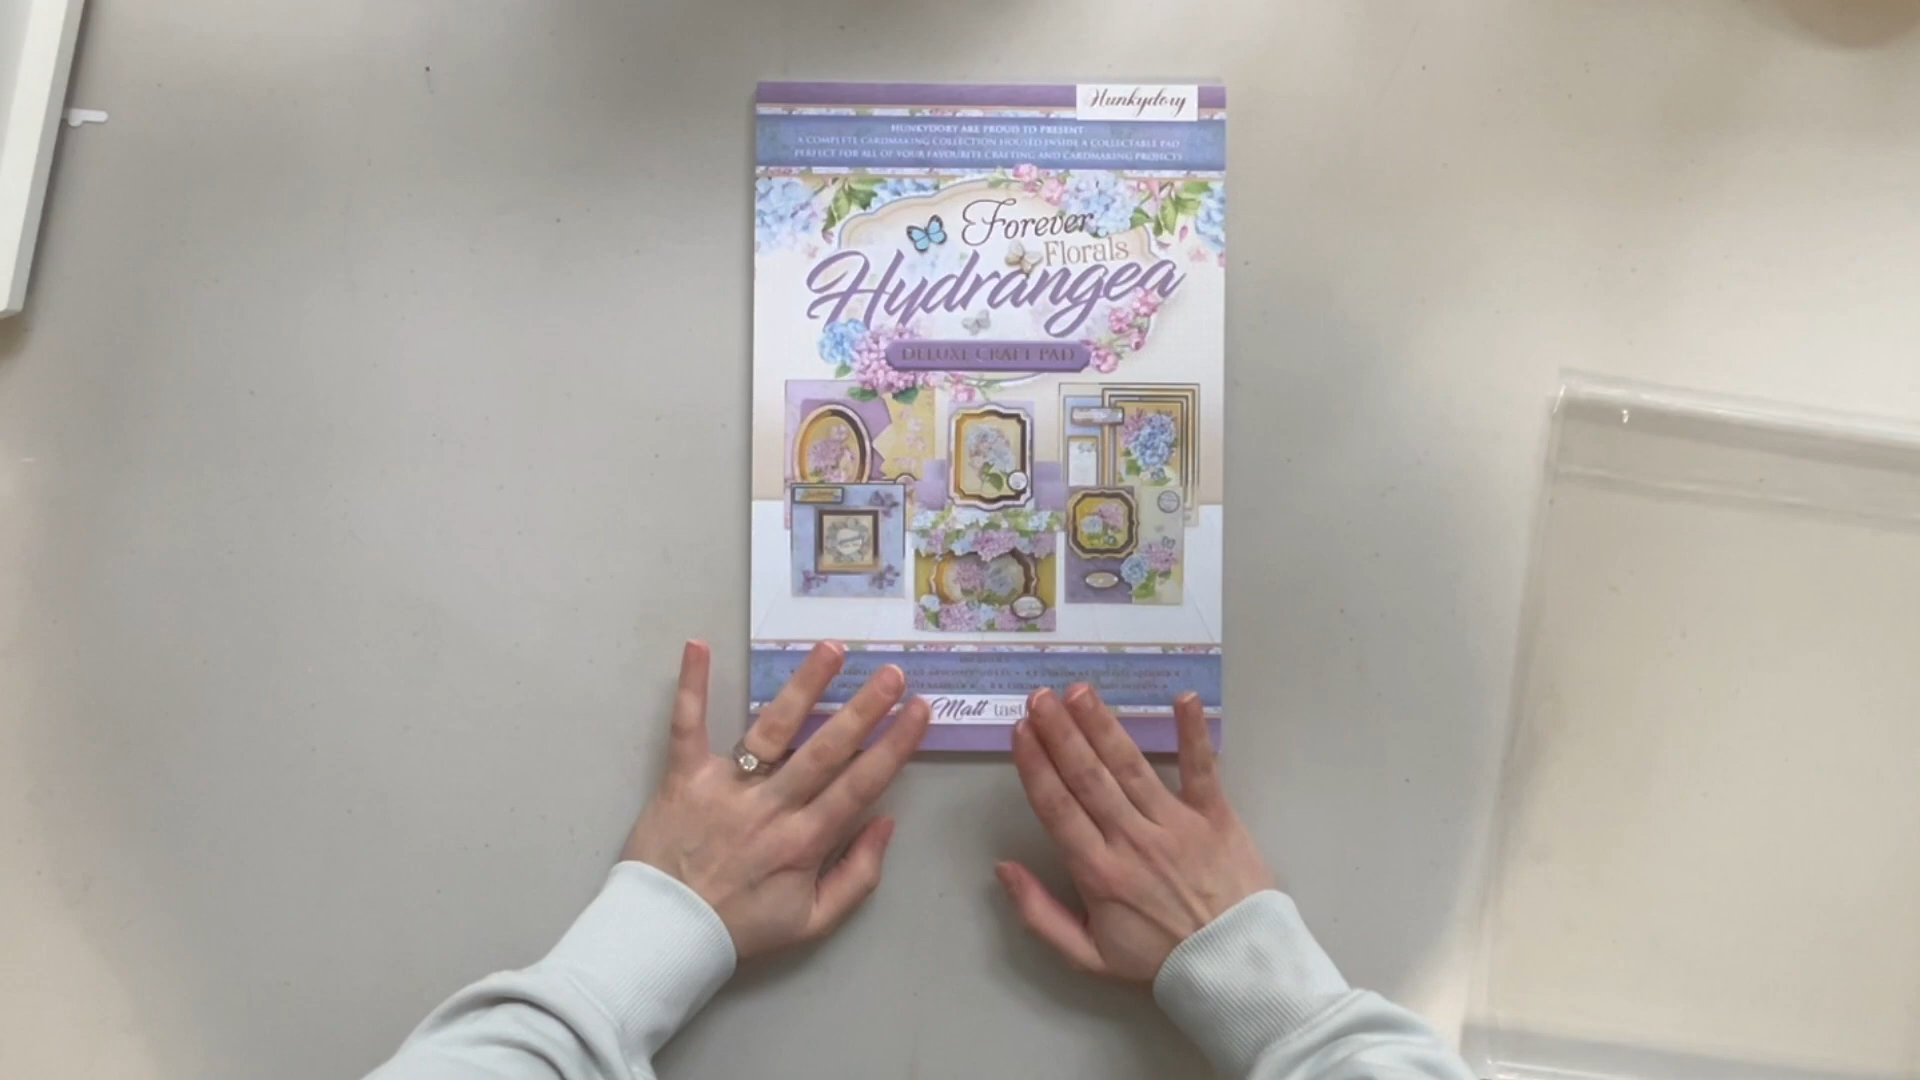 Hunkydory
HUNKYDORY ARE PROUD TO PRESENT
A COMPLETE CARDMAKING COLLECTION HOUSED INSIDE A COLLECTABLE PAD
PERFECT FOR ALL OF YOUR FAVOURITE CRAFTING AND CARDMAKING PROJECTS
Forever
Florals
Hydrangea
DELUXE CRAFT PAD
Matt tast